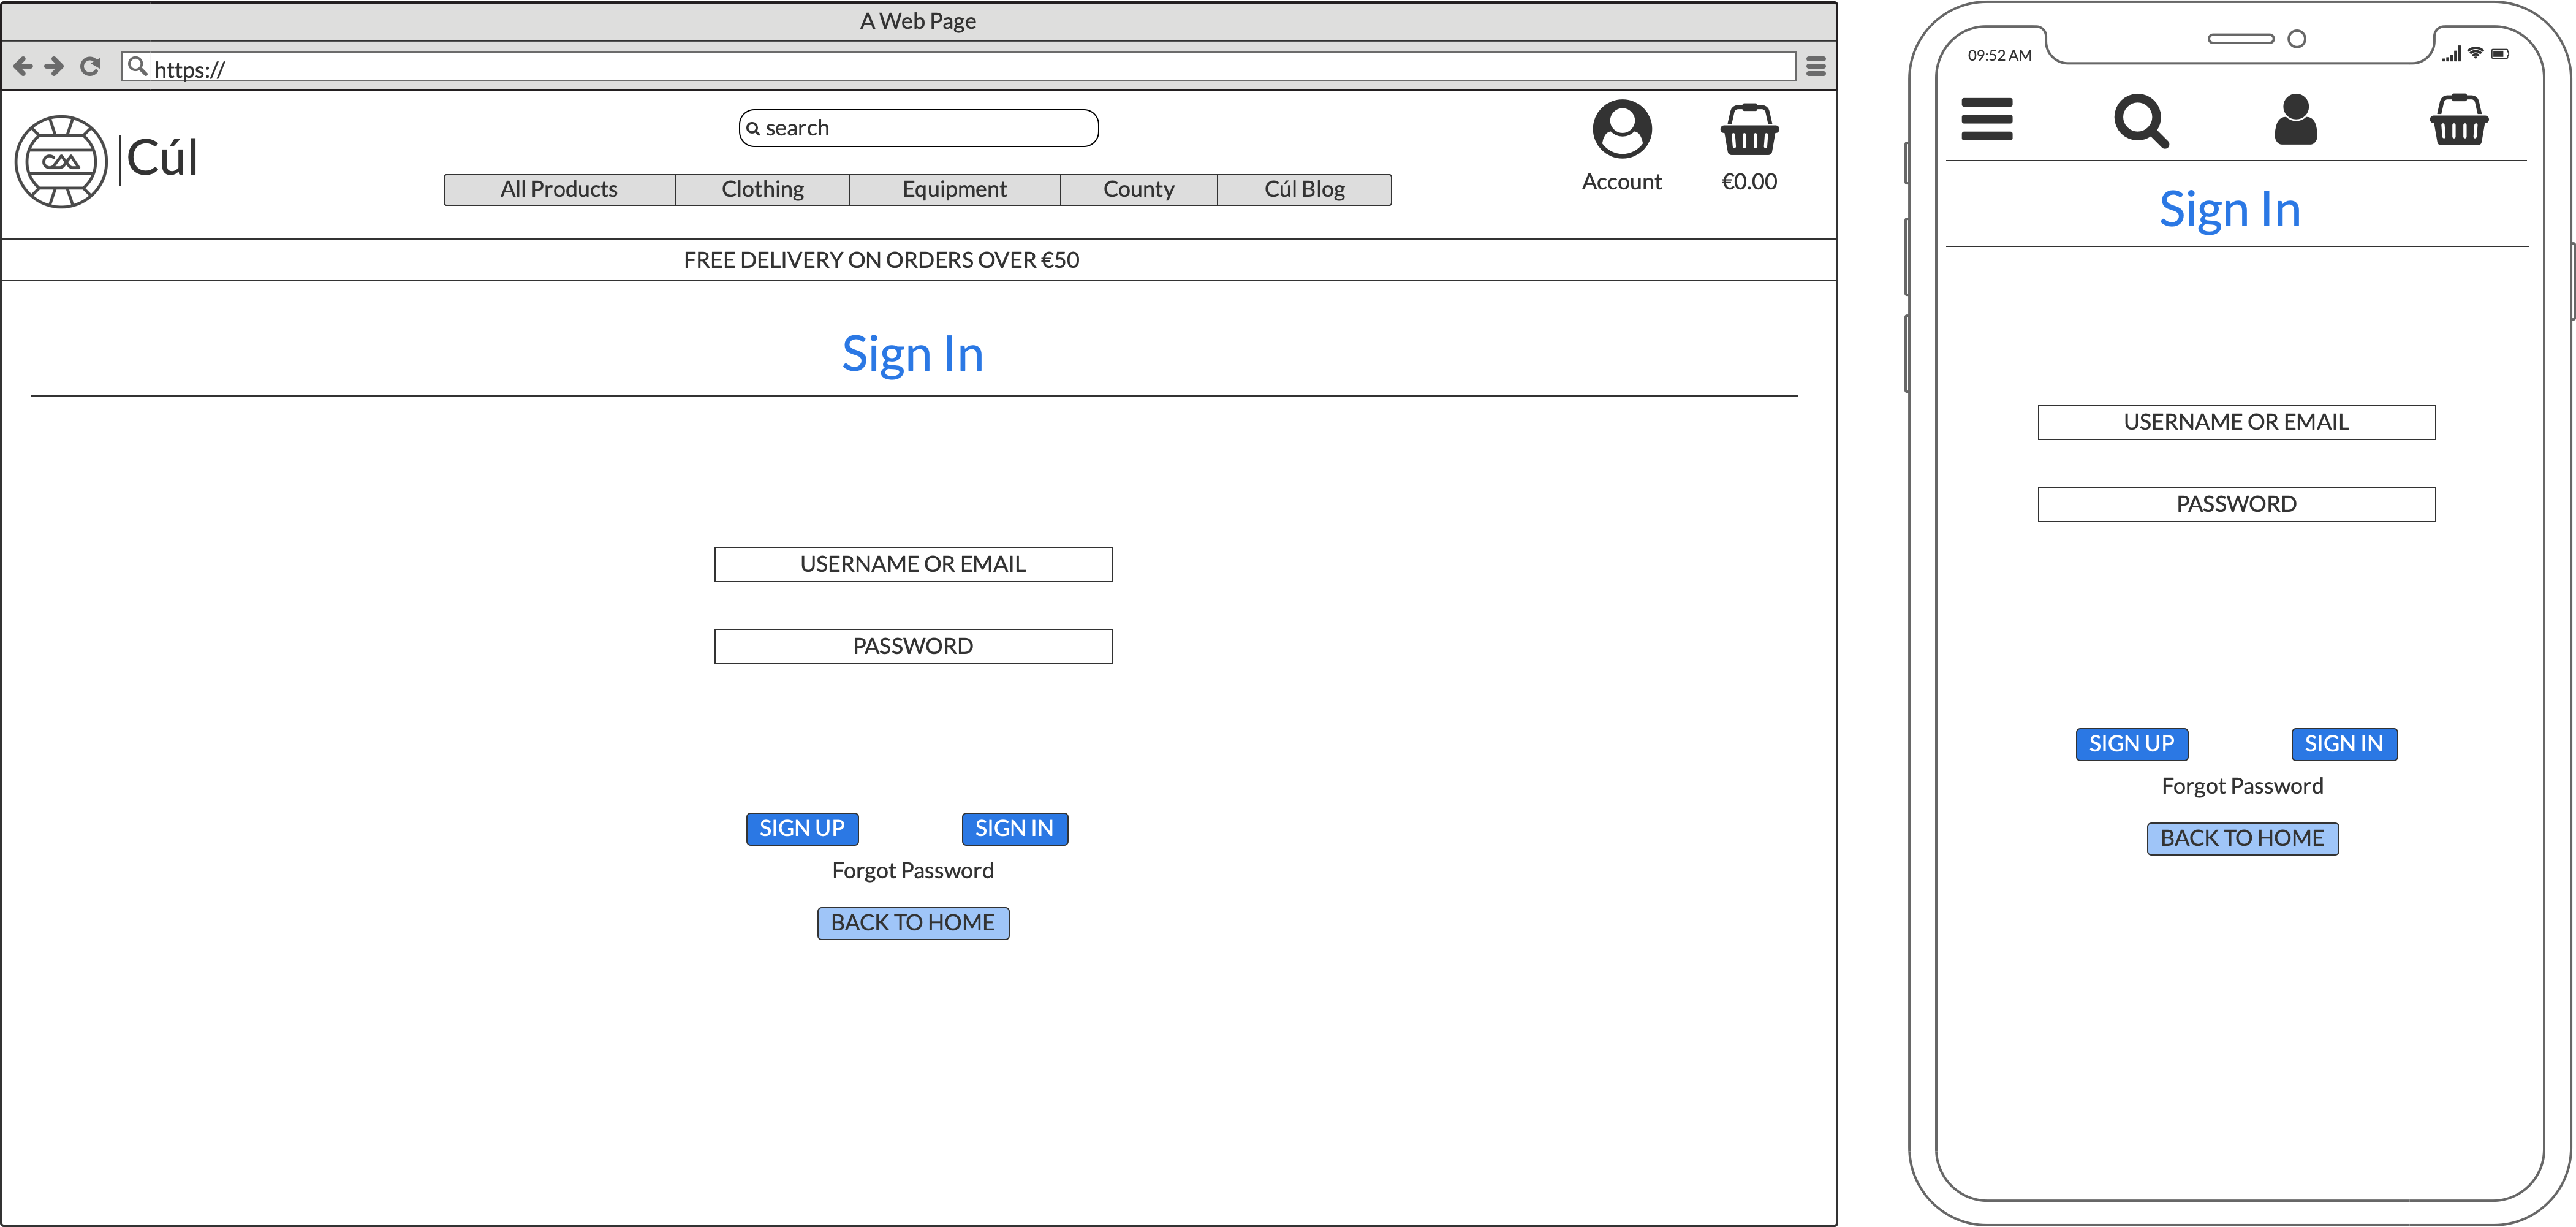 A Web Page
https://
Cúl
search
Account
€0.00
All Products Clothing Equipment County Cúl Blog
FREE DELIVERY ON ORDERS OVER €50
Sign In
USERNAME OR EMAIL
PASSWORD
SIGN UP SIGN IN
Forgot Password
BACK TO HOME
09:52 AM
Sign In
USERNAME OR EMAIL
PASSWORD
SIGN UP SIGN IN
Forgot Password
BACK TO HOME